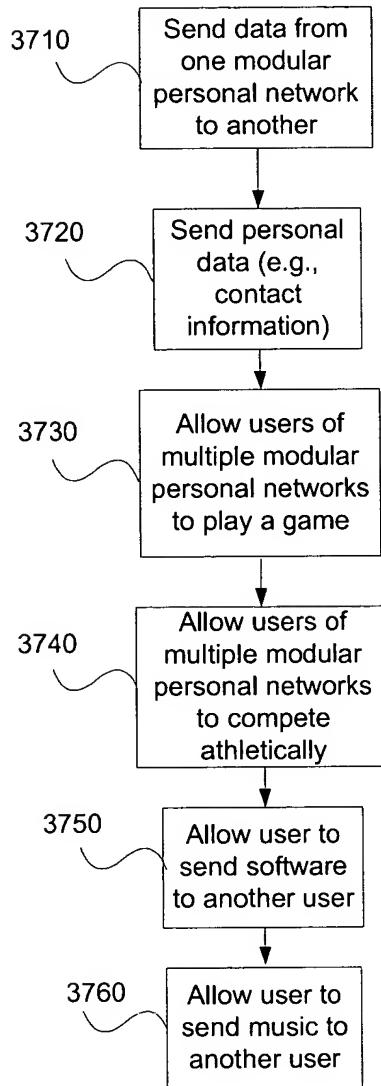 3710
Send data from
one modular
personal network
to another
3720
Send personal
data (e.g.,
contact
information)
3730
Allow users of
multiple modular
personal networks
to play a game
3740
Allow users of
multiple modular
personal networks
to compete
athletically
3750
Allow user to
send software
to another user
3760
Allow user to
send music to
another user